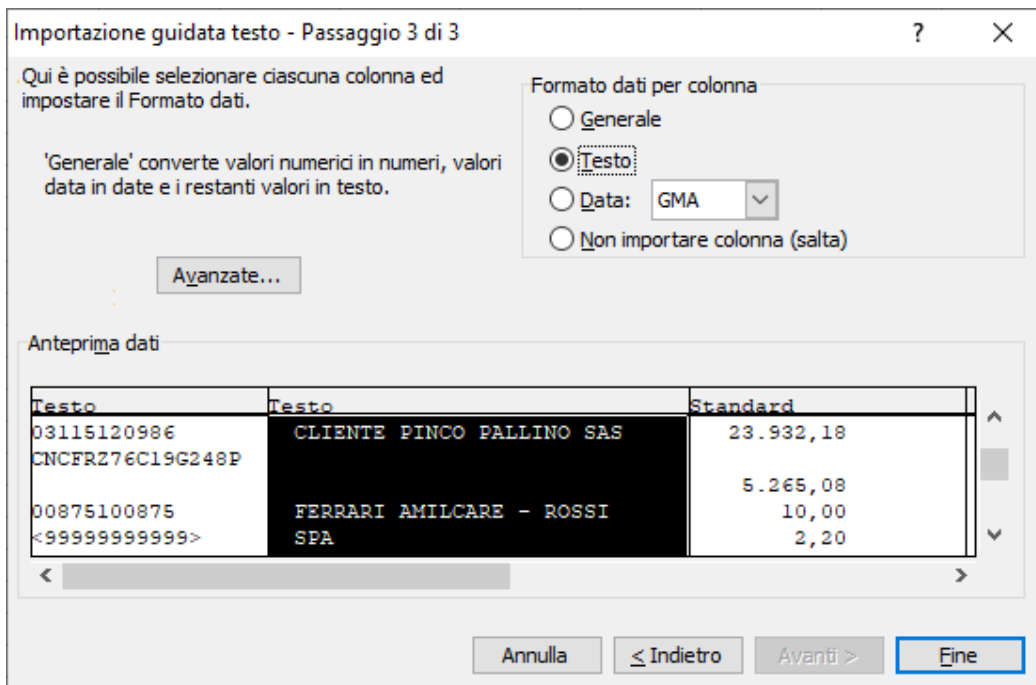 Importazione guidata testo - Passaggio 3 di 3
Qui è possibile selezionare ciascuna colonna ed
impostare il Formato dati.
'Generale' converte valori numerici in numeri, valori
data in date e i restanti valori in testo.
Avanzate...
Formato dati per colonna
Generale
Testo
Data: GMA
Non importare colonna (salta)
Anteprima dati
Testo Testo Standard
03115120986 CLIENTE PINCO PALLINO SAS 23.932,18
CNCFRZ76C19G248P
5.265,08
00875100875 FERRARI AMILCARE - ROSSI 10,00
<99999999999> SPA 2,20
Annulla < Indietro Avanti > Fine